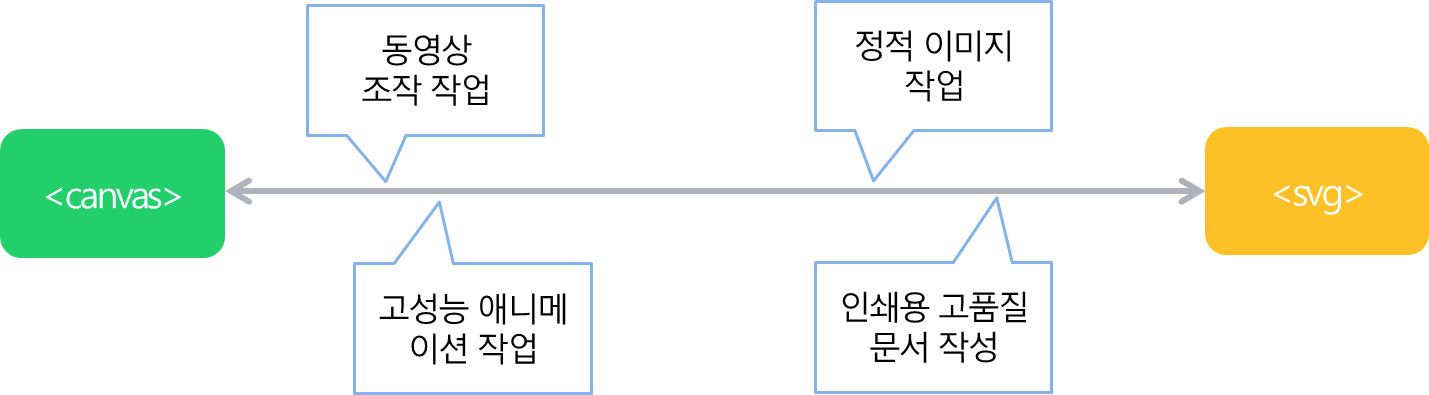 동영상
조작 작업
정적 이미지
작업
<canvas>
<svg>
고성능 애니메
이션 작업
인쇄용 고품질
문서 작성